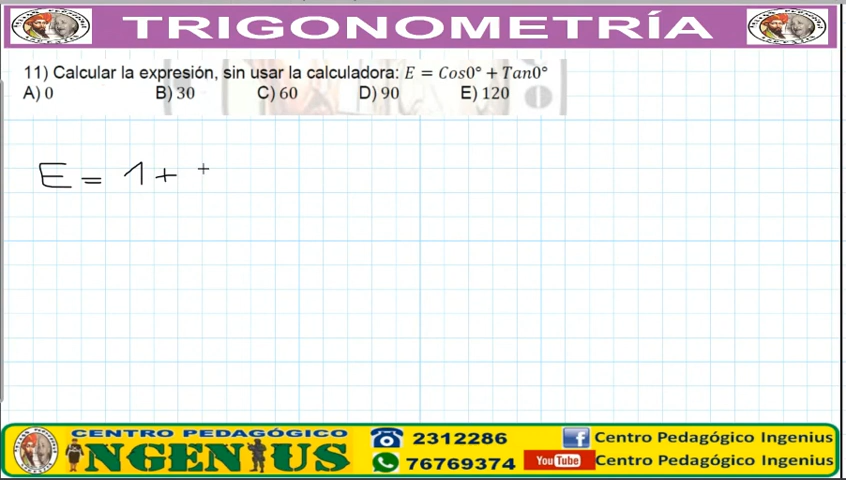 TRIGONOMETRÍA
11) Calcular la expresión, sin usar la calculadora: E = Cos0° + Tan0°
A) 0 B) 30 C) 60 D) 90 E) 120
E = 1 + +
CENTRO PEDAGÓGICO
INGENIUS
2312286
76769374
Centro Pedagógico Ingenius
YouTube Centro Pedagógico Ingenius